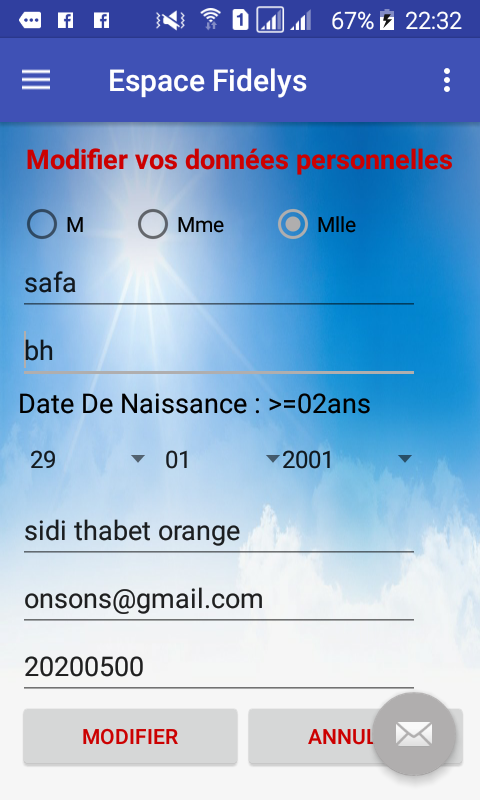 1 67% 22:32
Espace Fidelys
Modifier vos données personnelles
M Mme Mlle
safa
bh
Date De Naissance : >=02ans
29 01 2001
sidi thabet orange
onsons@gmail.com
20200500
MODIFIER ANNUL